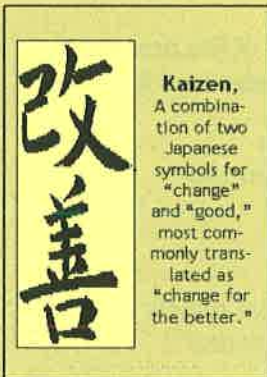 改
善
Kaizen,
A combina-
tion of two
Japanese
symbols for
"change"
and "good,"
most com-
monly trans-
lated as
"change for
the better."